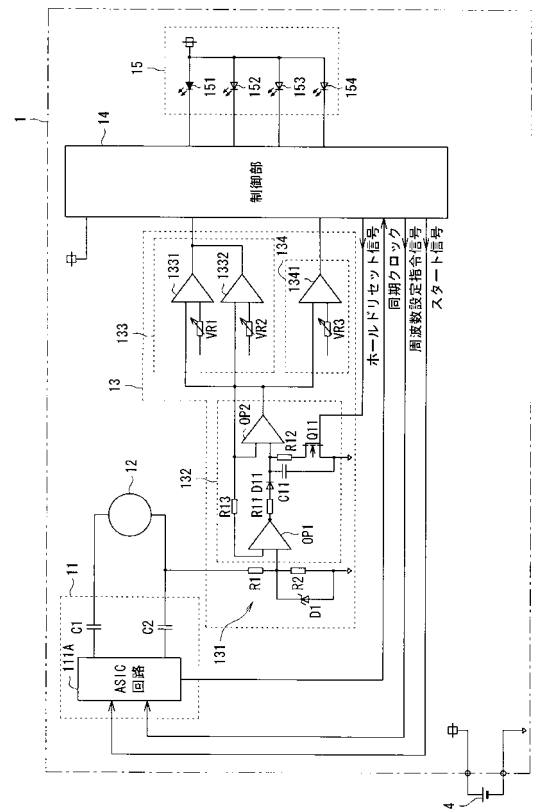 1
11
111A
ASIC
回路
C1
C2
12
13
131
R1
R2
D1
132
R13
OP1
R11
D11
C11
R12
Q11
OP2
133
1331
VR1
1332
VR2
134
1341
VR3
14
制御部
15
151
152
153
154
ホールドリセット信号
同期クロック
周波数設定指令信号
スタート信号
4